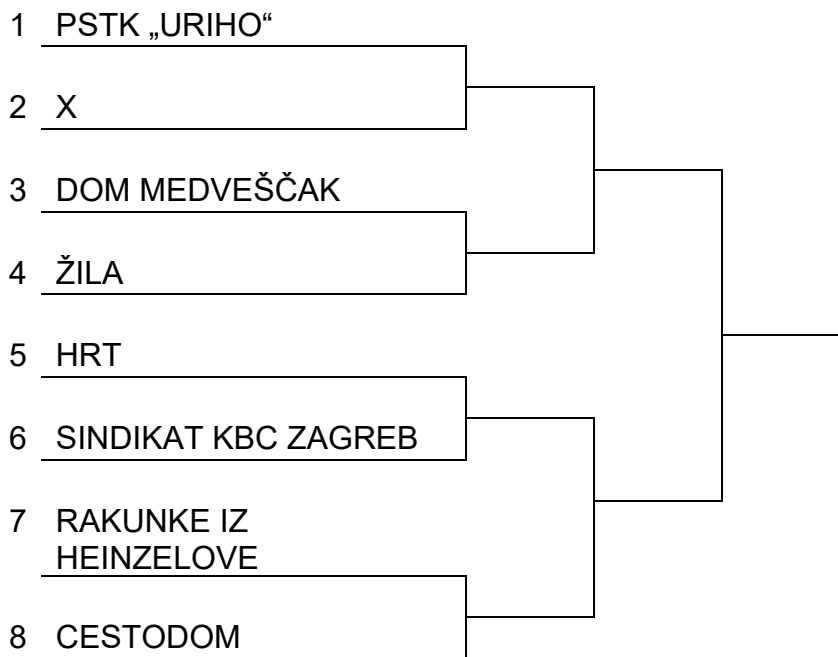 1 PSTK „URIHO“
2 X
3 DOM MEDVEŠČAK
4 ŽILA
5 HRT
6 SINDIKAT KBC ZAGREB
7 RAKUNKE IZ
HEINZELOVE
8 CESTODOM